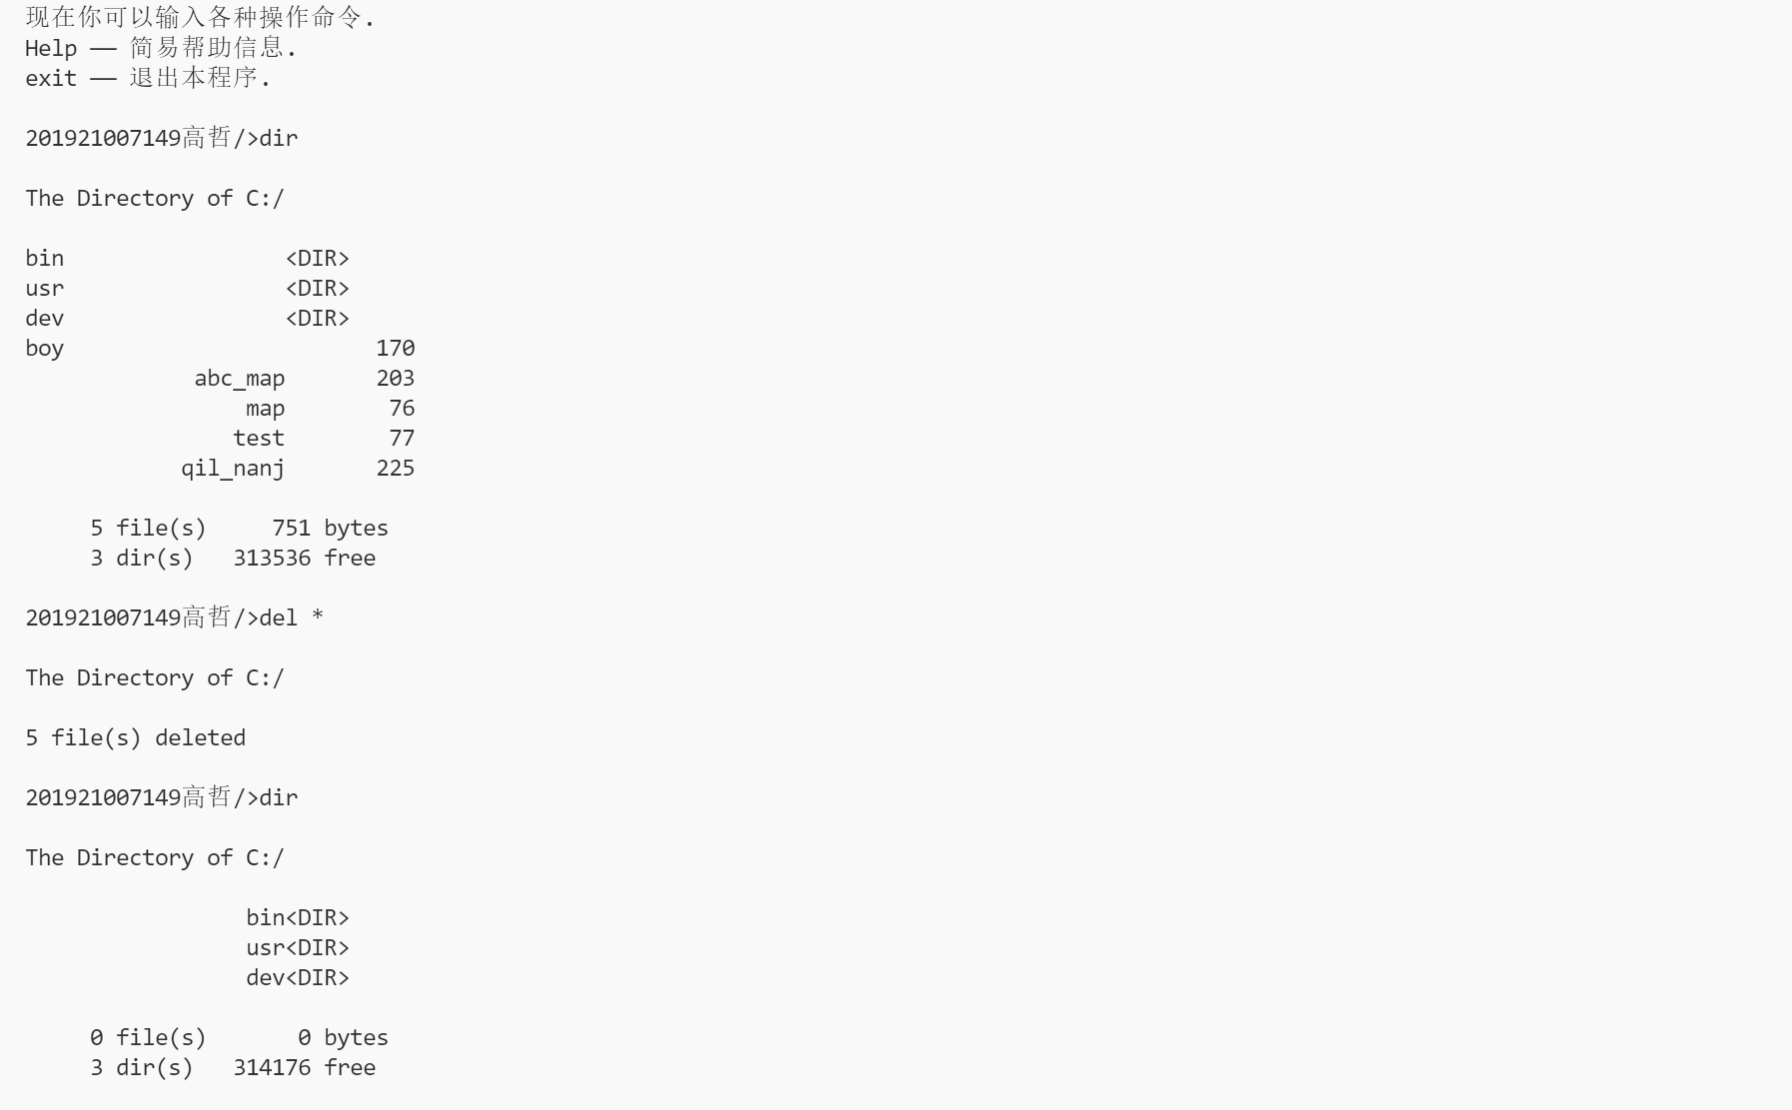 现在你可以输入各种操作命令.
Help —— 简易帮助信息.
exit —— 退出本程序.
201921007149高哲/>dir
The Directory of C:/
bin                 <DIR>
usr                 <DIR>
dev                 <DIR>
boy                        170
             abc_map       203
                 map        76
                test        77
            qil_nanj       225
     5 file(s)     751 bytes
     3 dir(s)   313536 free
201921007149高哲/>del *
The Directory of C:/
5 file(s) deleted
201921007149高哲/>dir
The Directory of C:/
                 bin<DIR>
                 usr<DIR>
                 dev<DIR>
     0 file(s)       0 bytes
     3 dir(s)   314176 free